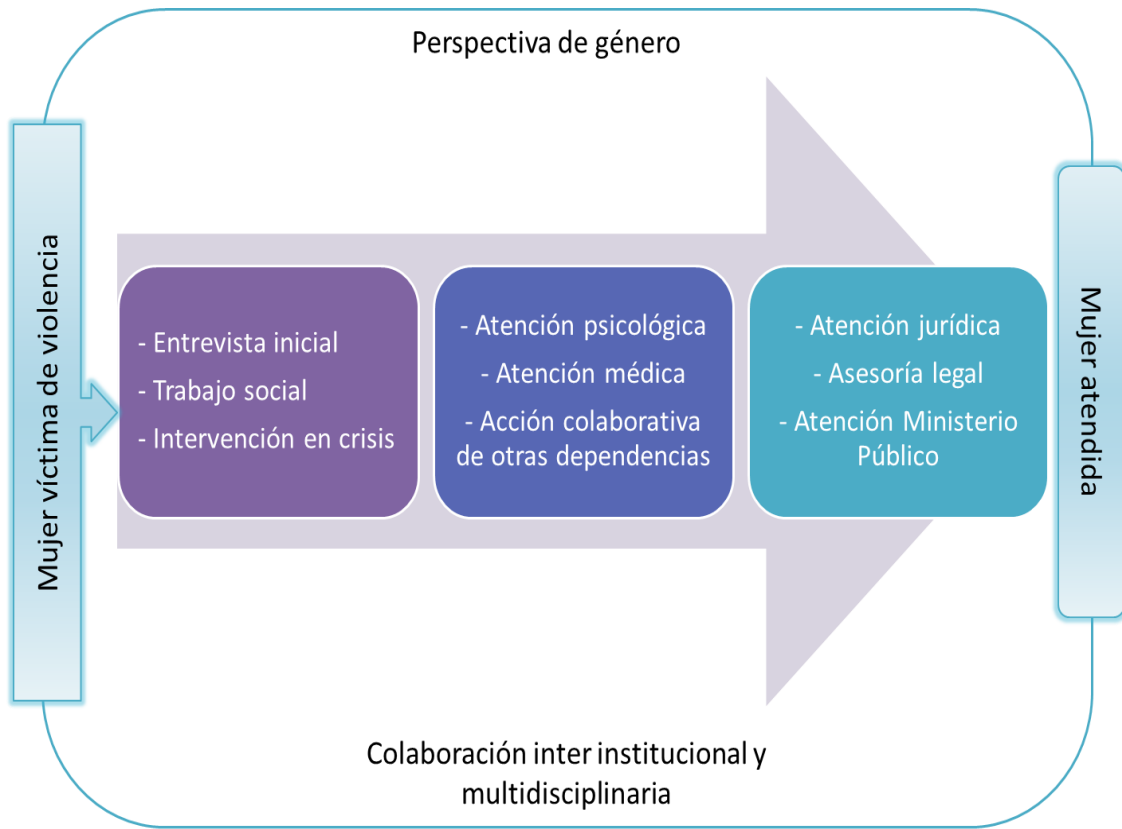 Perspectiva de género
Mujer víctima de violencia
- Entrevista inicial
- Trabajo social
- Intervención en crisis
- Atención psicológica
- Atención médica
- Acción colaborativa
de otras dependencias
- Atención jurídica
- Asesoría legal
- Atención Ministerio
Público
Mujer atendida
Colaboración inter institucional y
multidisciplinaria